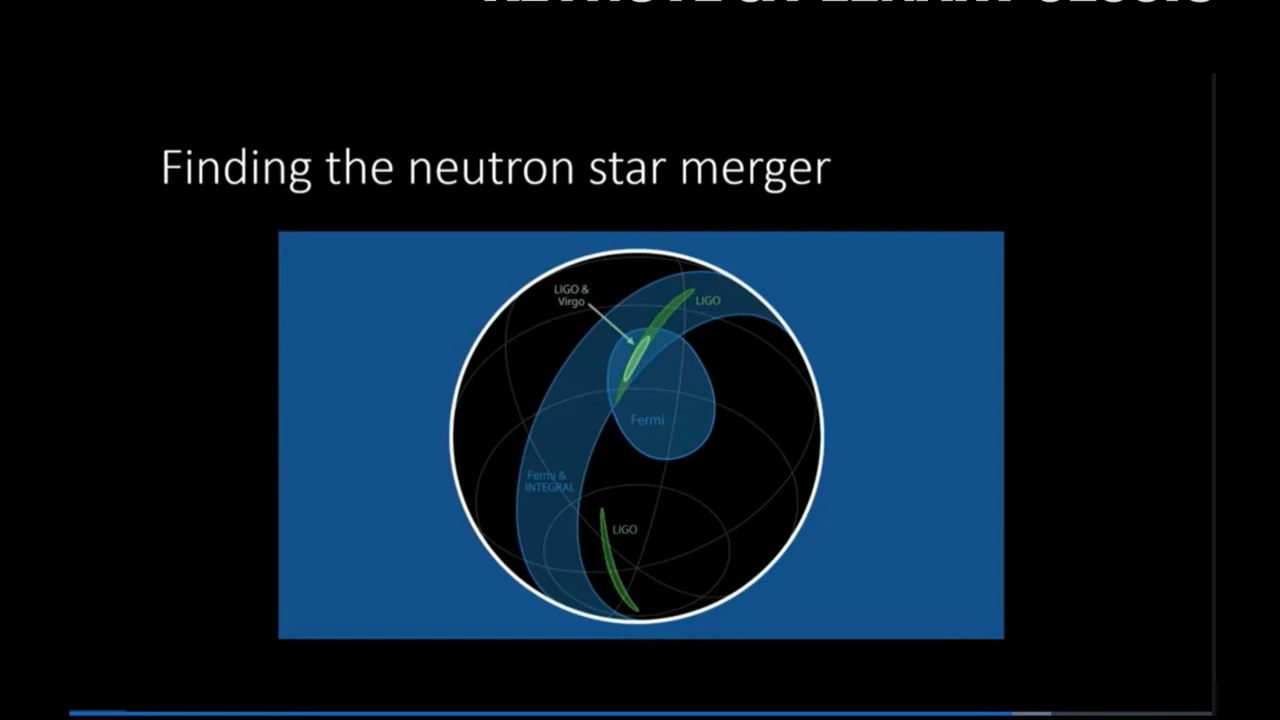 Finding the neutron star merger
LIGO &
Virgo
LIGO
Fermi
Fermi &
INTEGRAL
LIGO